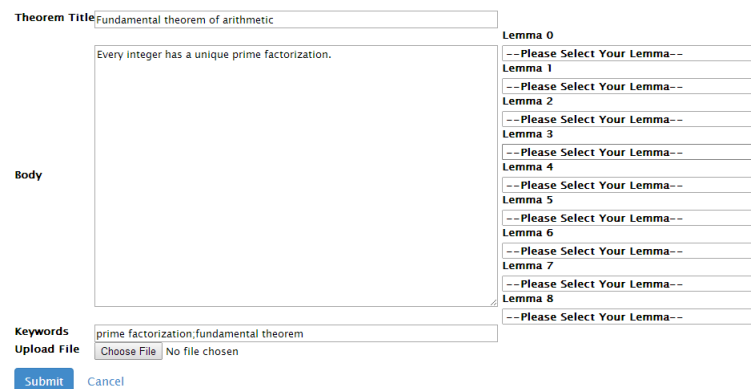 Theorem Title Fundamental theorem of arithmetic
Lemma 0
Every integer has a unique prime factorization.
--Please Select Your Lemma--
Lemma 1
--Please Select Your Lemma--
Lemma 2
--Please Select Your Lemma--
Lemma 3
--Please Select Your Lemma--
Lemma 4
Body
--Please Select Your Lemma--
Lemma 5
--Please Select Your Lemma--
Lemma 6
--Please Select Your Lemma--
Lemma 7
--Please Select Your Lemma--
Lemma 8
--Please Select Your Lemma--
Keywords prime factorization;fundamental theorem
Upload File Choose File No file chosen
Submit Cancel